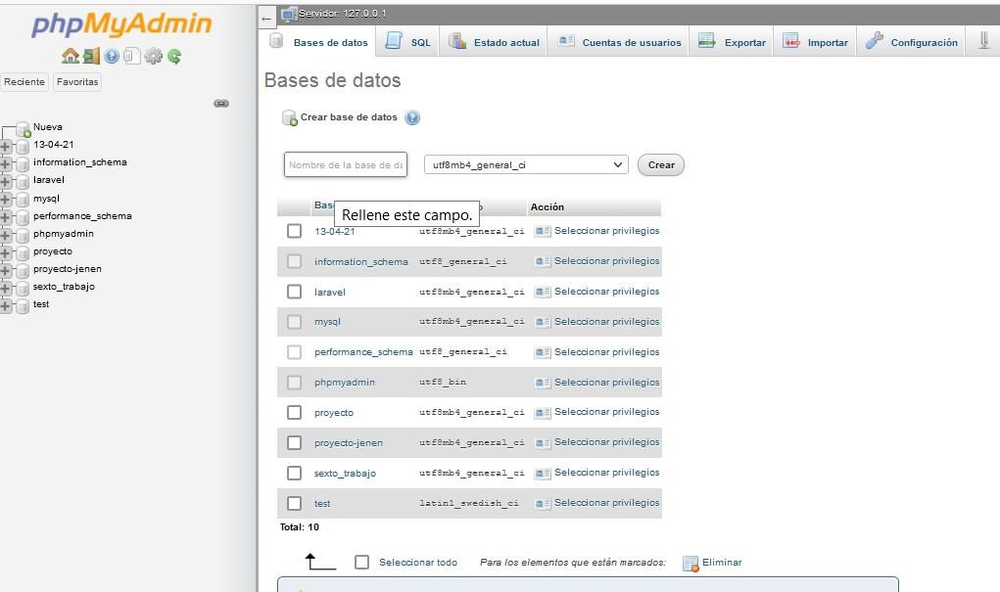 phpMyAdmin
Reciente Favoritas
Nueva
13-04-21
information_schema
laravel
mysql
performance_schema
phpmyadmin
proyecto
proyecto-jenen
sexto_trabajo
test
Servidor: 127.0.0.1
Bases de datos SQL Estado actual Cuentas de usuarios Exportar Importar Configuración
Bases de datos
Crear base de datos
Nombre de la base de da utf8mb4_general_ci Crear
Bas Acción
Rellene este campo.
13-04-21 utf8mb4_general_ci Seleccionar privilegios
information_schema utf8_general_ci Seleccionar privilegios
laravel utf8mb4_general_ci Seleccionar privilegios
mysql utf8mb4_general_ci Seleccionar privilegios
performance_schema utf8_general_ci Seleccionar privilegios
phpmyadmin utf8_bin Seleccionar privilegios
proyecto utf8mb4_general_ci Seleccionar privilegios
proyecto-jenen utf8mb4_general_ci Seleccionar privilegios
sexto_trabajo utf8mb4_general_ci Seleccionar privilegios
test latin1_swedish_ci Seleccionar privilegios
Total: 10
Seleccionar todo Para los elementos que están marcados: Eliminar